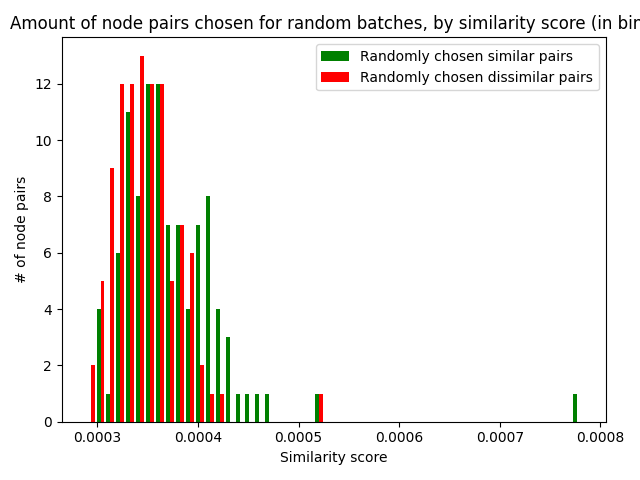 Amount of node pairs chosen for random batches, by similarity score (in bin
Randomly chosen similar pairs
Randomly chosen dissimilar pairs
# of node pairs
12
10
8
6
4
2
0
0.0003 0.0004 0.0005 0.0006 0.0007 0.0008
Similarity score